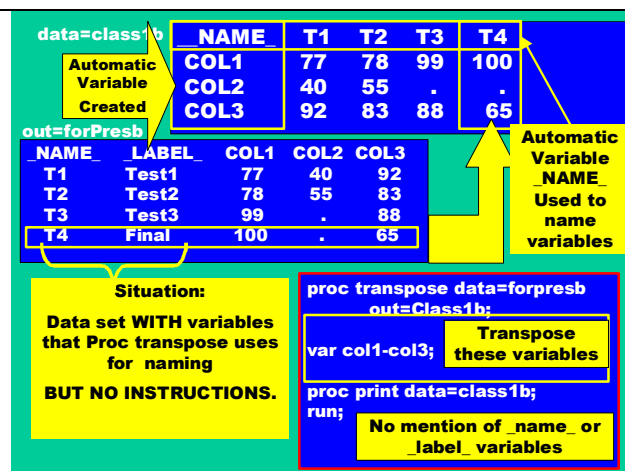 data=class1b
_NAME_ T1 T2 T3 T4
COL1 77 78 99 100
COL2 40 55 . .
COL3 92 83 88 65
Automatic
Variable
Created
out=forPresb
_NAME_ _LABEL_ COL1 COL2 COL3
T1 Test1 77 40 92
T2 Test2 78 55 83
T3 Test3 99 . 88
T4 Final 100 . 65
Automatic
Variable
_NAME_
Used to
name
variables
Situation:
Data set WITH variables
that Proc transpose uses
for naming
BUT NO INSTRUCTIONS.
proc transpose data=forpresb
out=Class1b;
var col1-col3;
Transpose
these variables
proc print data=class1b;
run;
No mention of _name_ or
_label_ variables